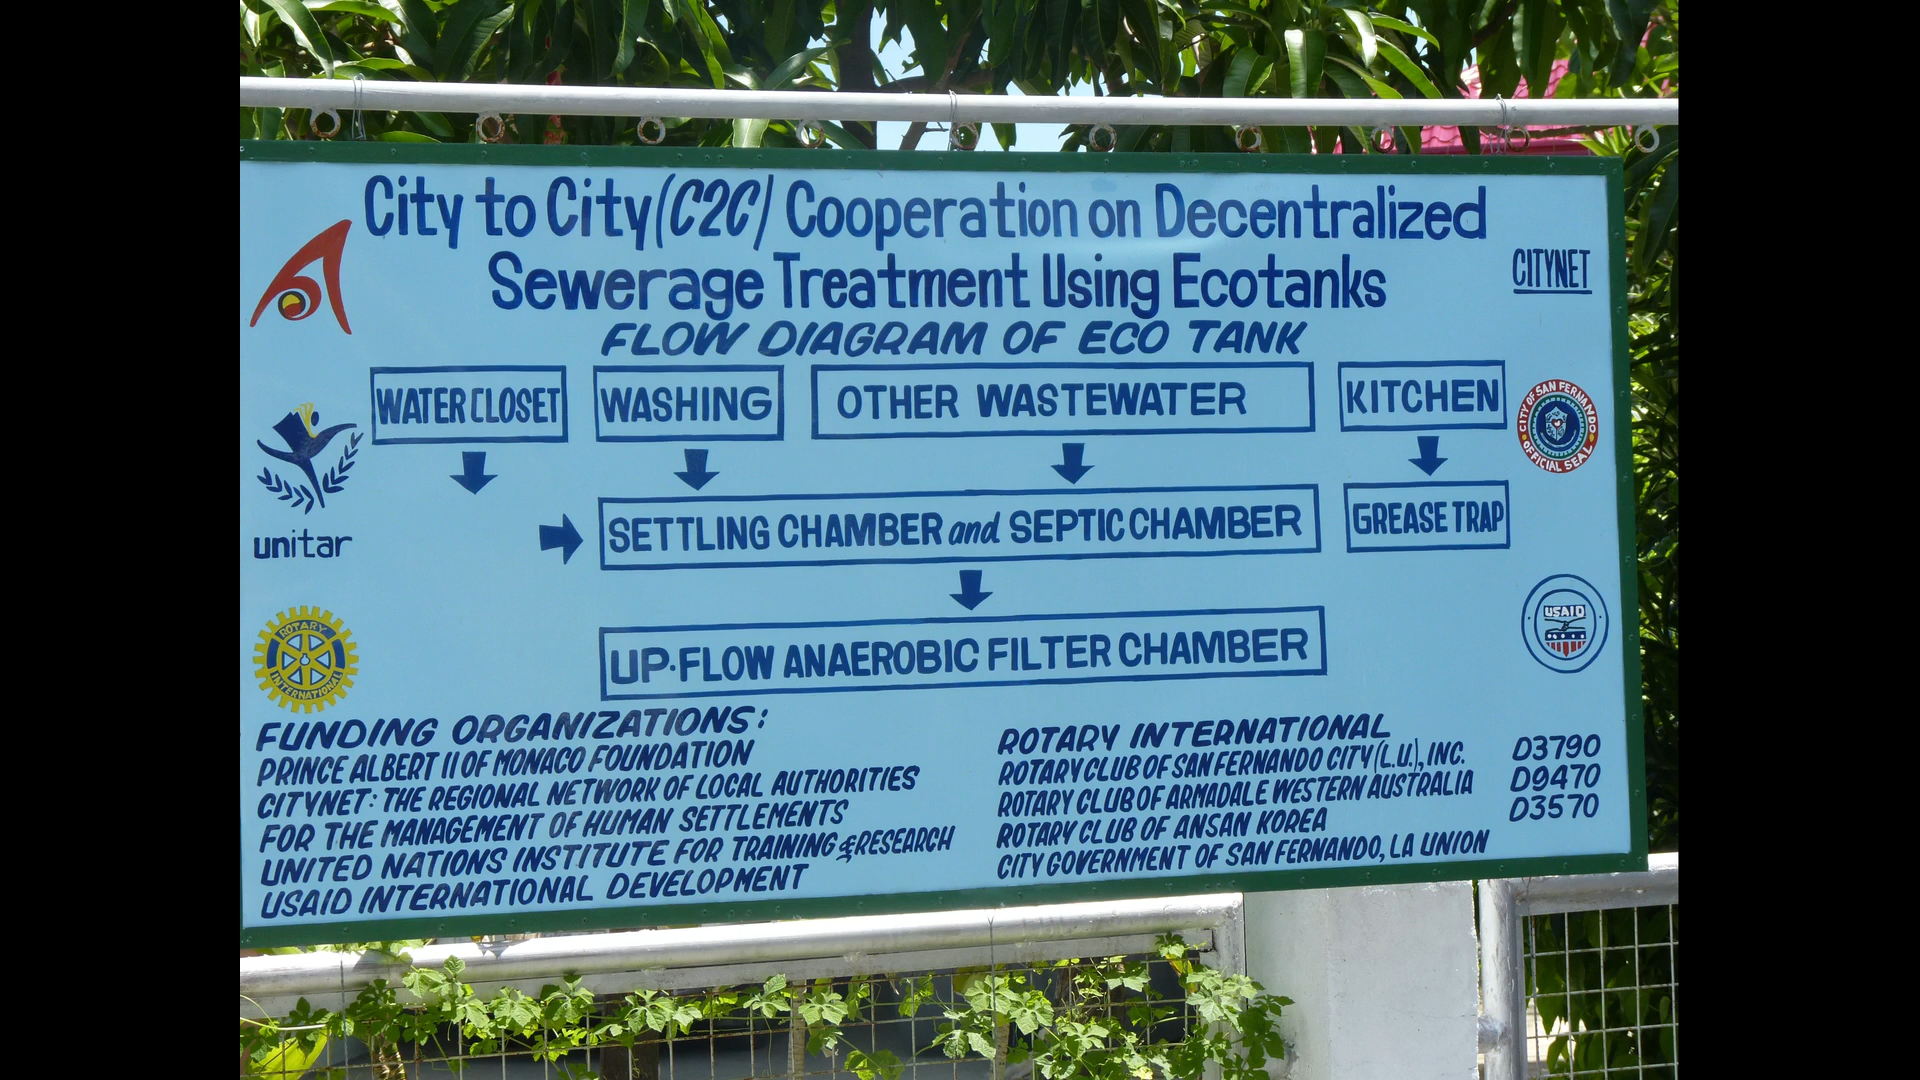 City to City (C2C) Cooperation on Decentralized
Sewerage Treatment Using Ecotanks
CITYNET
FLOW DIAGRAM OF ECO TANK
WATER CLOSET
WASHING
OTHER WASTEWATER
KITCHEN
CITY OF SAN FERNANDO
OFFICIAL SEAL
SETTLING CHAMBER and SEPTIC CHAMBER
GREASE TRAP
unitar
UP-FLOW ANAEROBIC FILTER CHAMBER
USAID
ROTARY
INTERNATIONAL
FUNDING ORGANIZATIONS:
PRINCE ALBERT II OF MONACO FOUNDATION
CITYNET: THE REGIONAL NETWORK OF LOCAL AUTHORITIES
FOR THE MANAGEMENT OF HUMAN SETTLEMENTS
UNITED NATIONS INSTITUTE FOR TRAINING & RESEARCH
USAID INTERNATIONAL DEVELOPMENT
ROTARY INTERNATIONAL
ROTARY CLUB OF SAN FERNANDO CITY (L.U.), INC. D3790
ROTARY CLUB OF ARMADALE WESTERN AUSTRALIA D9470
ROTARY CLUB OF ANSAN KOREA D3570
CITY GOVERNMENT OF SAN FERNANDO, LA UNION